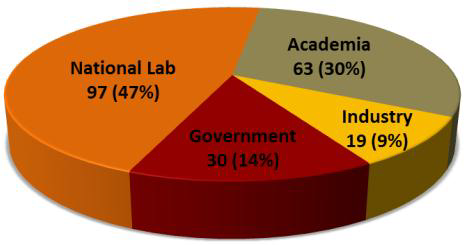 National Lab
97 (47%)
Academia
63 (30%)
Industry
19 (9%)
Government
30 (14%)